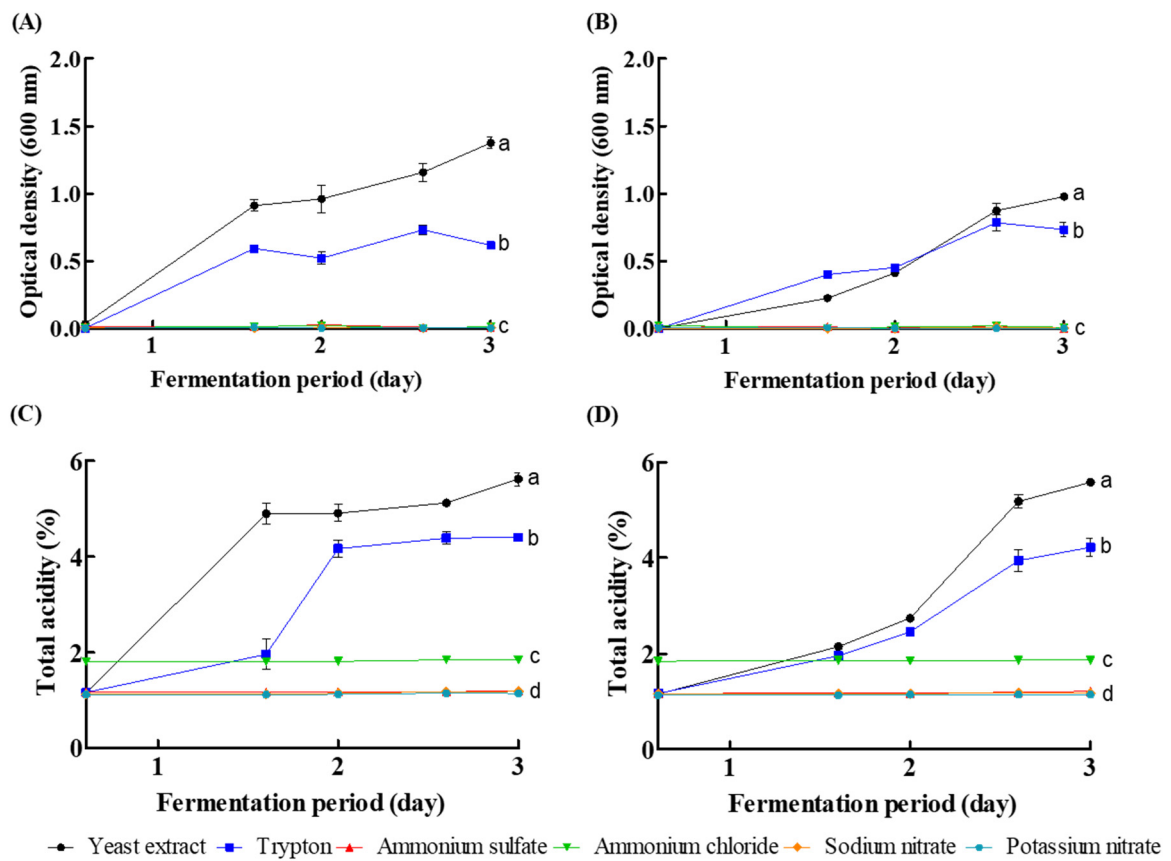 (A)
2.0
1.5
1.0
0.5
0.0
Optical density (600 nm)
a
b
c
1 2 3
Fermentation period (day)
(B)
2.0
1.5
1.0
0.5
0.0
Optical density (600 nm)
a
b
c
1 2 3
Fermentation period (day)
(C)
6
4
2
0
Total acidity (%)
a
b
c
d
1 2 3
Fermentation period (day)
(D)
6
4
2
0
Total acidity (%)
a
b
c
d
1 2 3
Fermentation period (day)
Yeast extract Trypton Ammonium sulfate Ammonium chloride Sodium nitrate Potassium nitrate